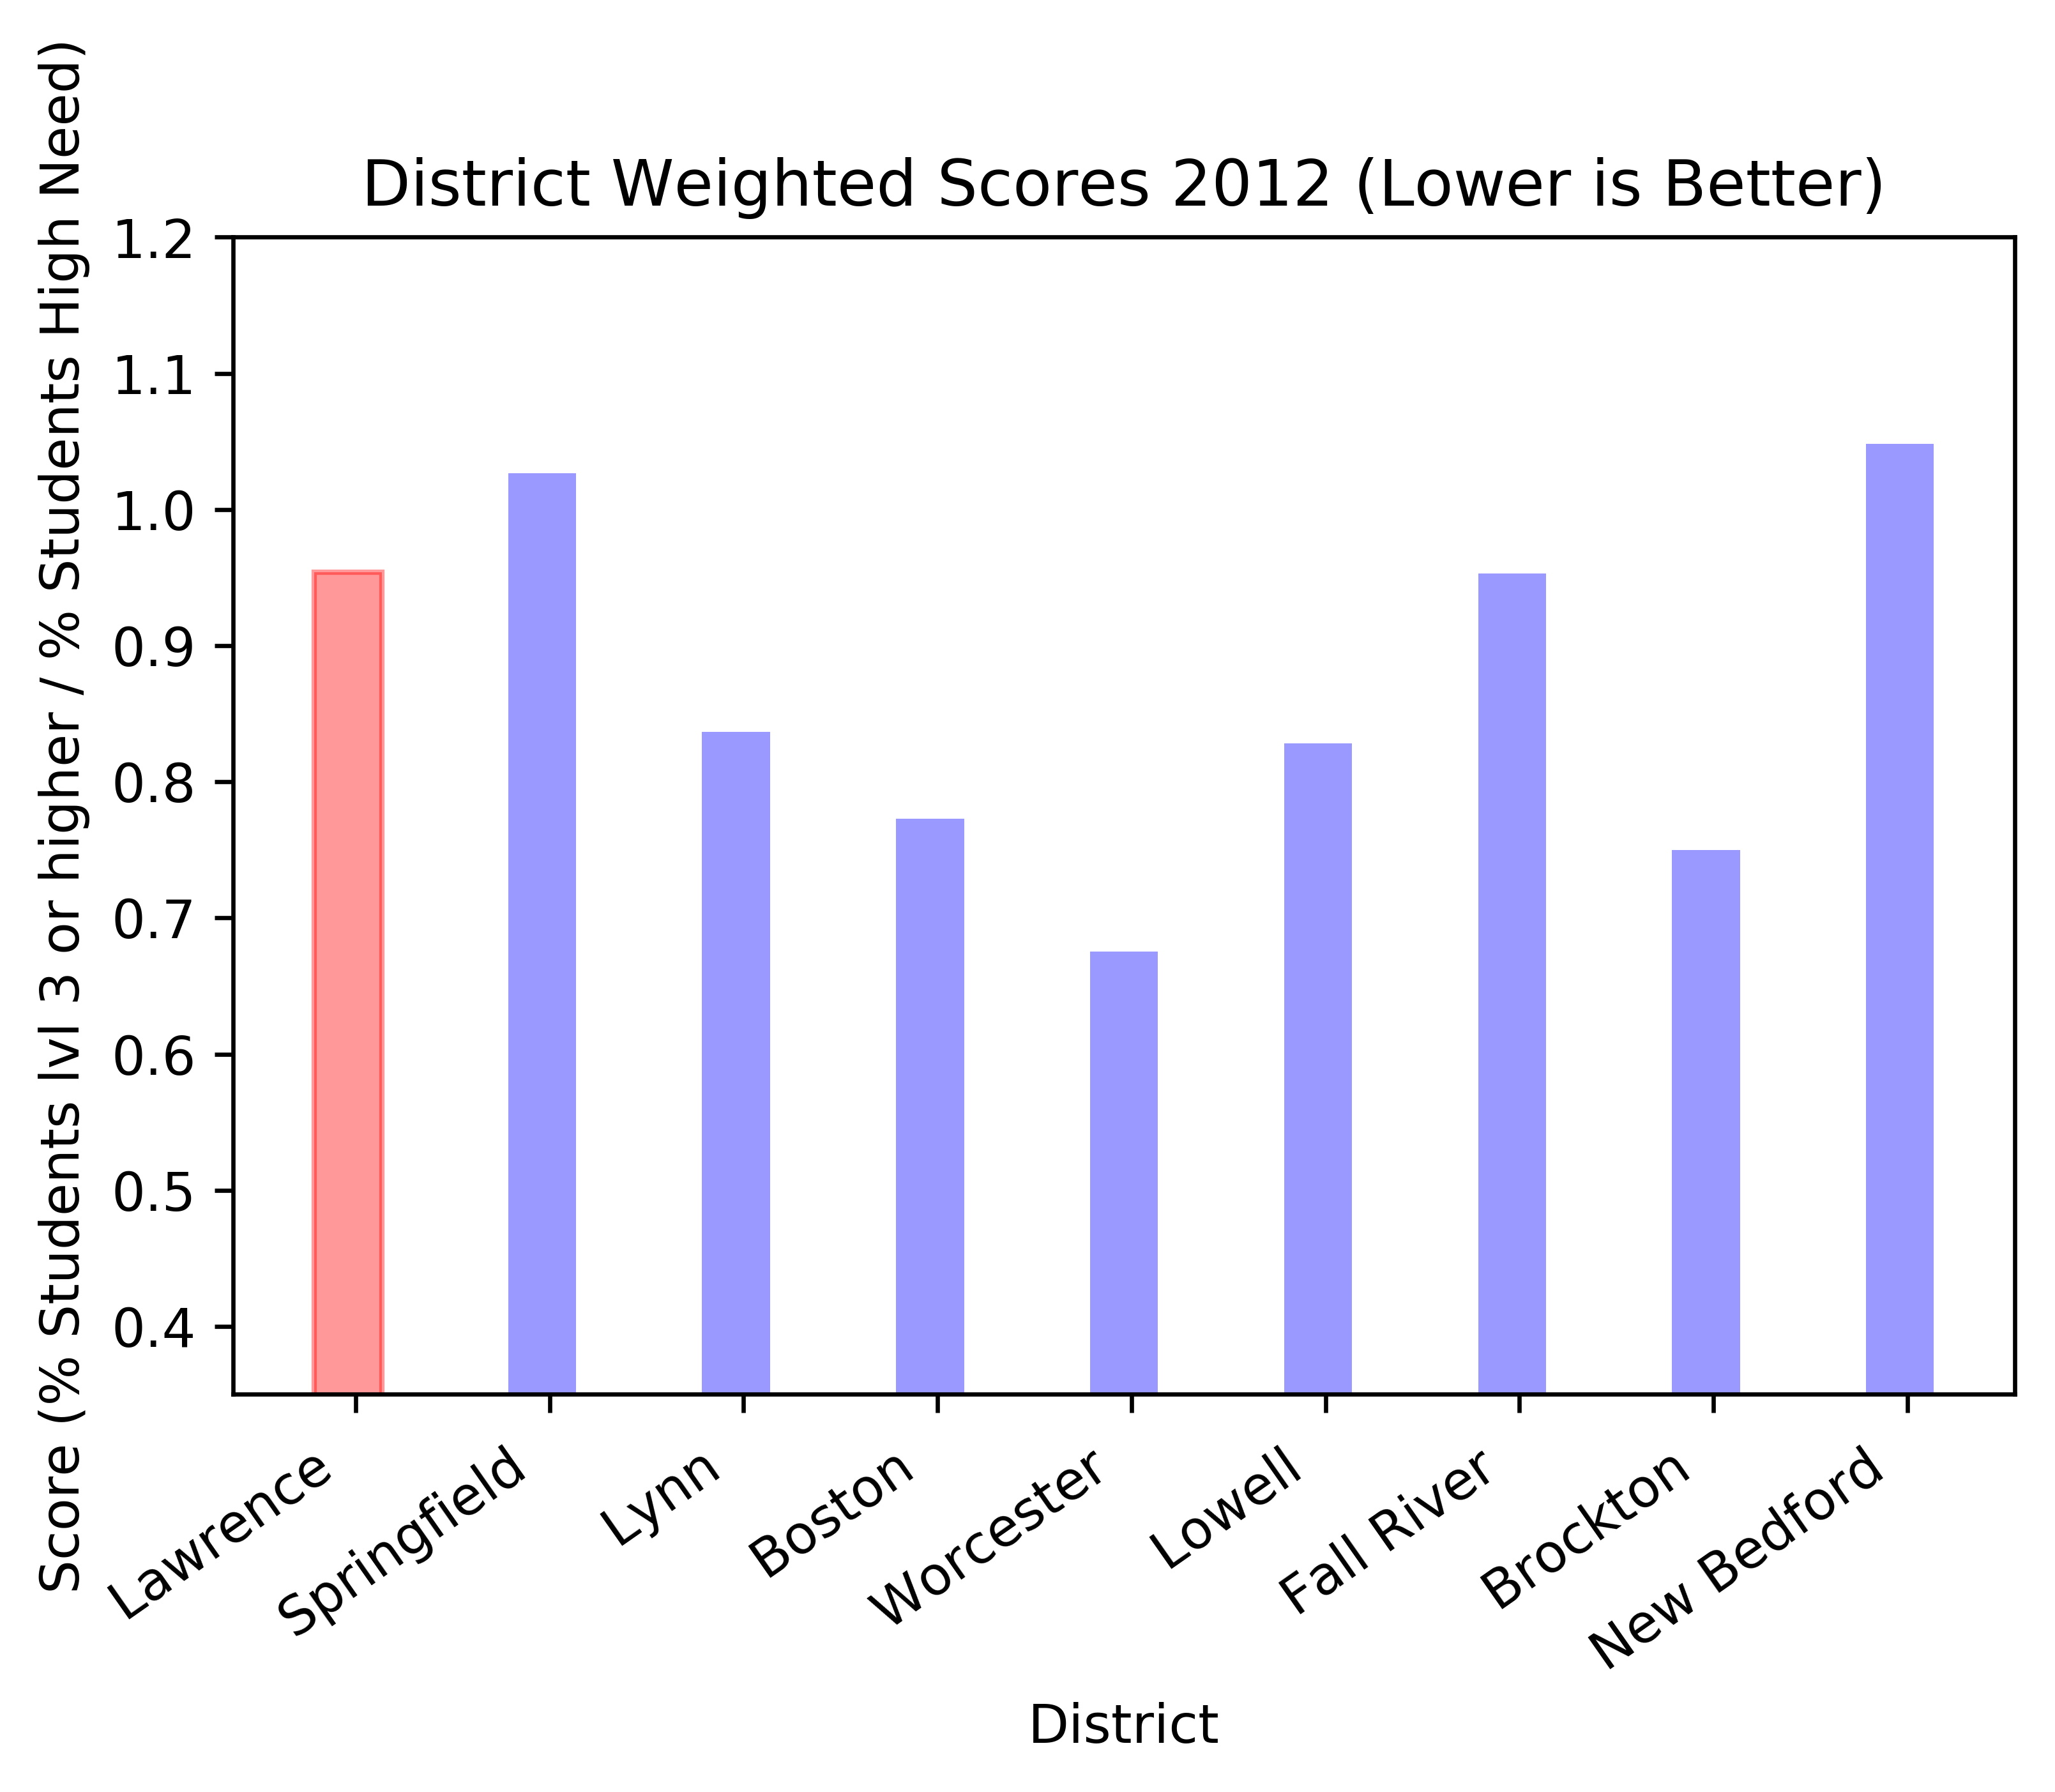 District Weighted Scores 2012 (Lower is Better)
Score (% Students lvl 3 or higher / % Students High Need)
1.2
1.1
1.0
0.9
0.8
0.7
0.6
0.5
0.4
Lawrence
Springfield
Lynn
Boston
Worcester
Lowell
Fall River
Brockton
New Bedford
District